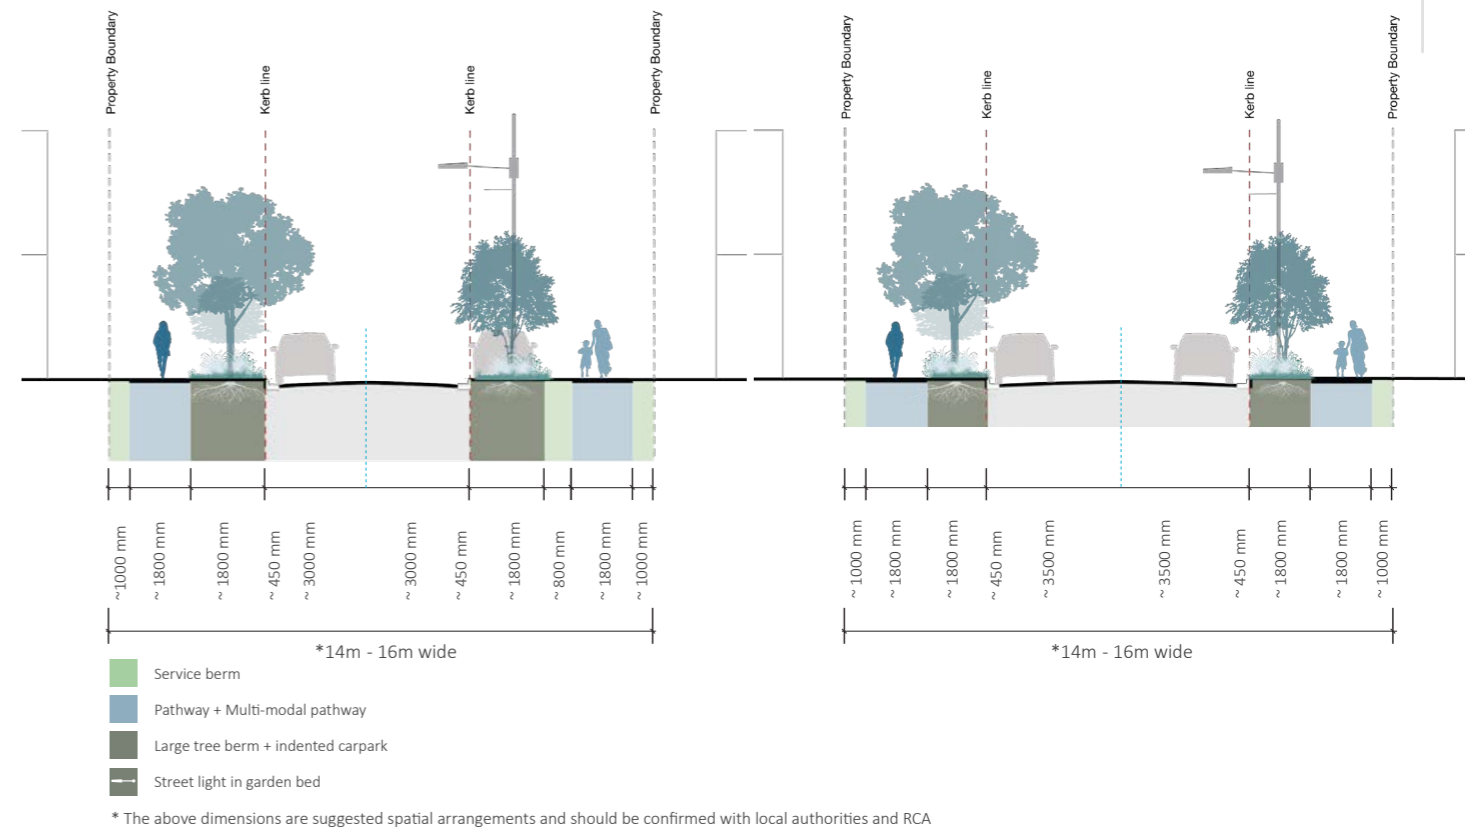 Property Boundary
Kerb line
Kerb line
Property Boundary
Property Boundary
Kerb line
Kerb line
Property Boundary
~1000 mm
~ 1800 mm
~ 1800 mm
~ 450 mm
~ 3000 mm
~ 3000 mm
~ 450 mm
~ 1800 mm
~ 800 mm
~ 1800 mm
~ 1000 mm
~ 1000 mm
~ 1800 mm
~ 1800 mm
~ 450 mm
~ 3500 mm
~ 3500 mm
~ 450 mm
~ 1800 mm
~ 1800 mm
~ 1000 mm
*14m - 16m wide
*14m - 16m wide
Service berm
Pathway + Multi-modal pathway
Large tree berm + indented carpark
Street light in garden bed
* The above dimensions are suggested spatial arrangements and should be confirmed with local authorities and RCA